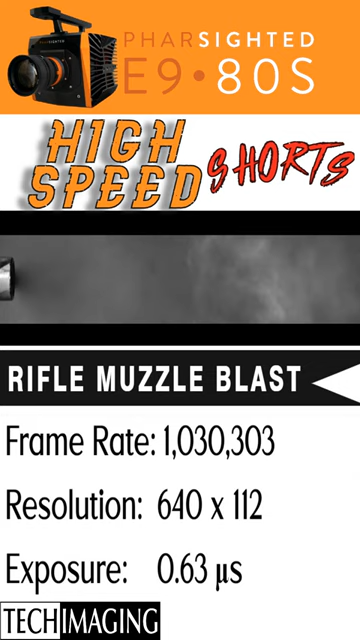 PHARSIGHTED
E9•80S
HIGH
SPEED
SHORTS
RIFLE MUZZLE BLAST
Frame Rate: 1,030,303
Resolution: 640 x 112
Exposure: 0.63 µs
TECHIMAGING